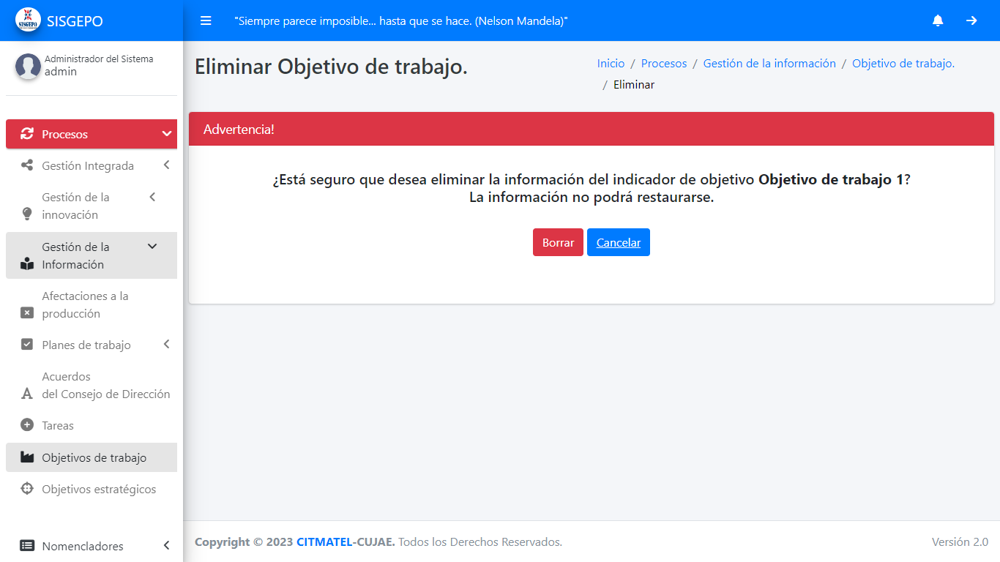 SISGEPO
SISGEPO
"Siempre parece imposible... hasta que se hace. (Nelson Mandela)"
Administrador del Sistema
admin
Procesos
Gestión Integrada
Gestión de la
innovación
Gestión de la
Información
Afectaciones a la
producción
Planes de trabajo
Acuerdos
del Consejo de Dirección
Tareas
Objetivos de trabajo
Objetivos estratégicos
Nomencladores
Eliminar Objetivo de trabajo.
Inicio / Procesos / Gestión de la información / Objetivo de trabajo.
/ Eliminar
Advertencia!
¿Está seguro que desea eliminar la información del indicador de objetivo Objetivo de trabajo 1?
La información no podrá restaurarse.
Borrar
Cancelar
Copyright © 2023 CITMATEL-CUJAE. Todos los Derechos Reservados.
Versión 2.0